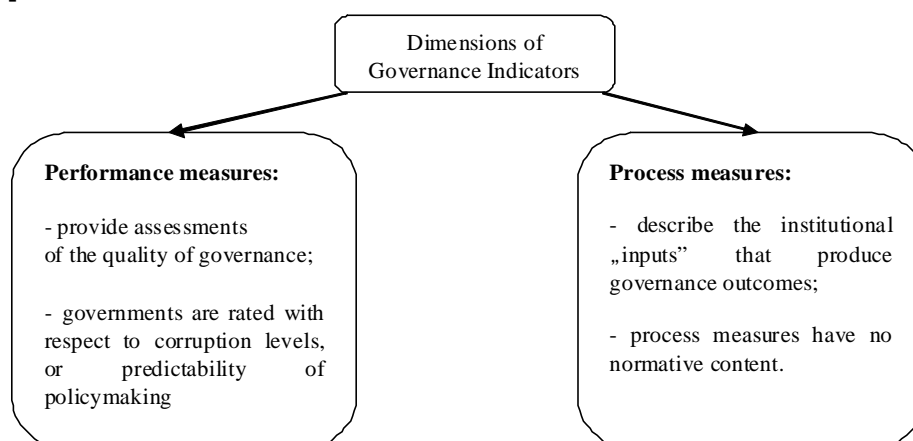 Dimensions of
Governance Indicators
Performance measures:
- provide assessments
of the quality of governance;
- governments are rated with
respect to corruption levels,
or predictability of
policymaking
Process measures:
- describe the institutional
„inputs” that produce
governance outcomes;
- process measures have no
normative content.